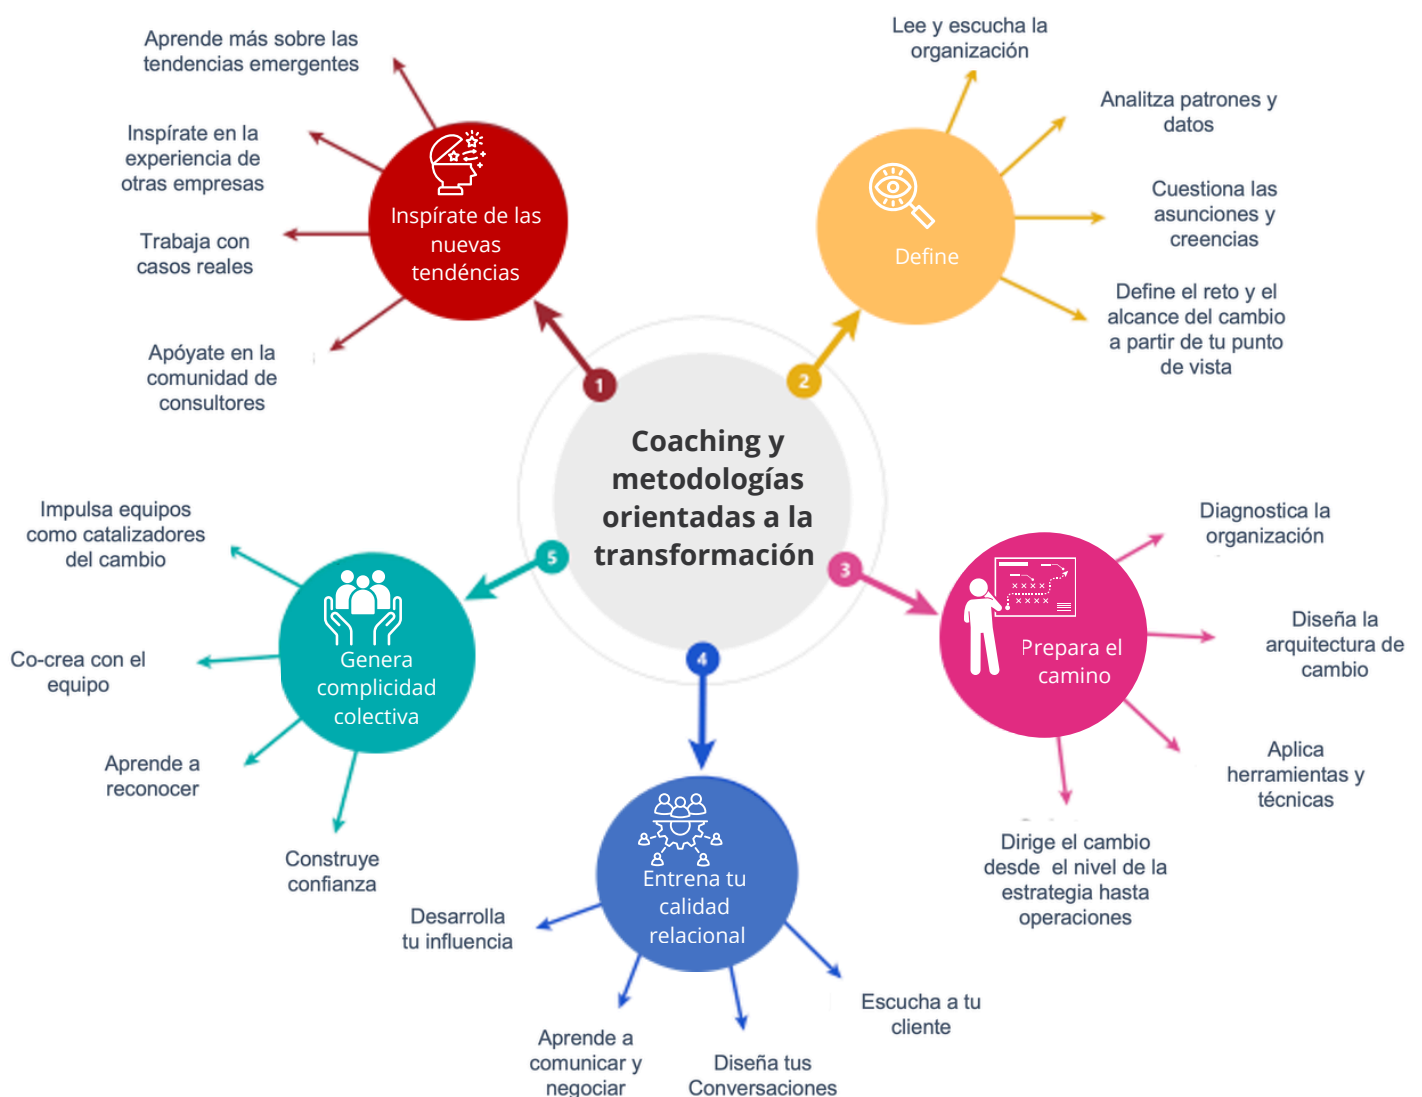 Coaching y
metodologías
orientadas a la
transformación
1
Inspírate de las
nuevas
tendéncias
Aprende más sobre las
tendencias emergentes
Inspírate en la
experiencia de
otras empresas
Trabaja con
casos reales
Apóyate en la
comunidad de
consultores
2
Define
Lee y escucha la
organización
Analitza patrones y
datos
Cuestiona las
asunciones y
creencias
Define el reto y el
alcance del cambio
a partir de tu punto
de vista
3
Prepara el
camino
Diagnostica la
organización
Diseña la
arquitectura de
cambio
Aplica
herramientas y
técnicas
Dirige el cambio
desde el nivel de la
estrategia hasta
operaciones
4
Entrena tu
calidad
relacional
Escucha a tu
cliente
Diseña tus
Conversaciones
Aprende a
comunicar y
negociar
Desarrolla
tu influencia
5
Genera
complicidad
colectiva
Impulsa equipos
como catalizadores
del cambio
Co-crea con el
equipo
Aprende a
reconocer
Construye
confianza